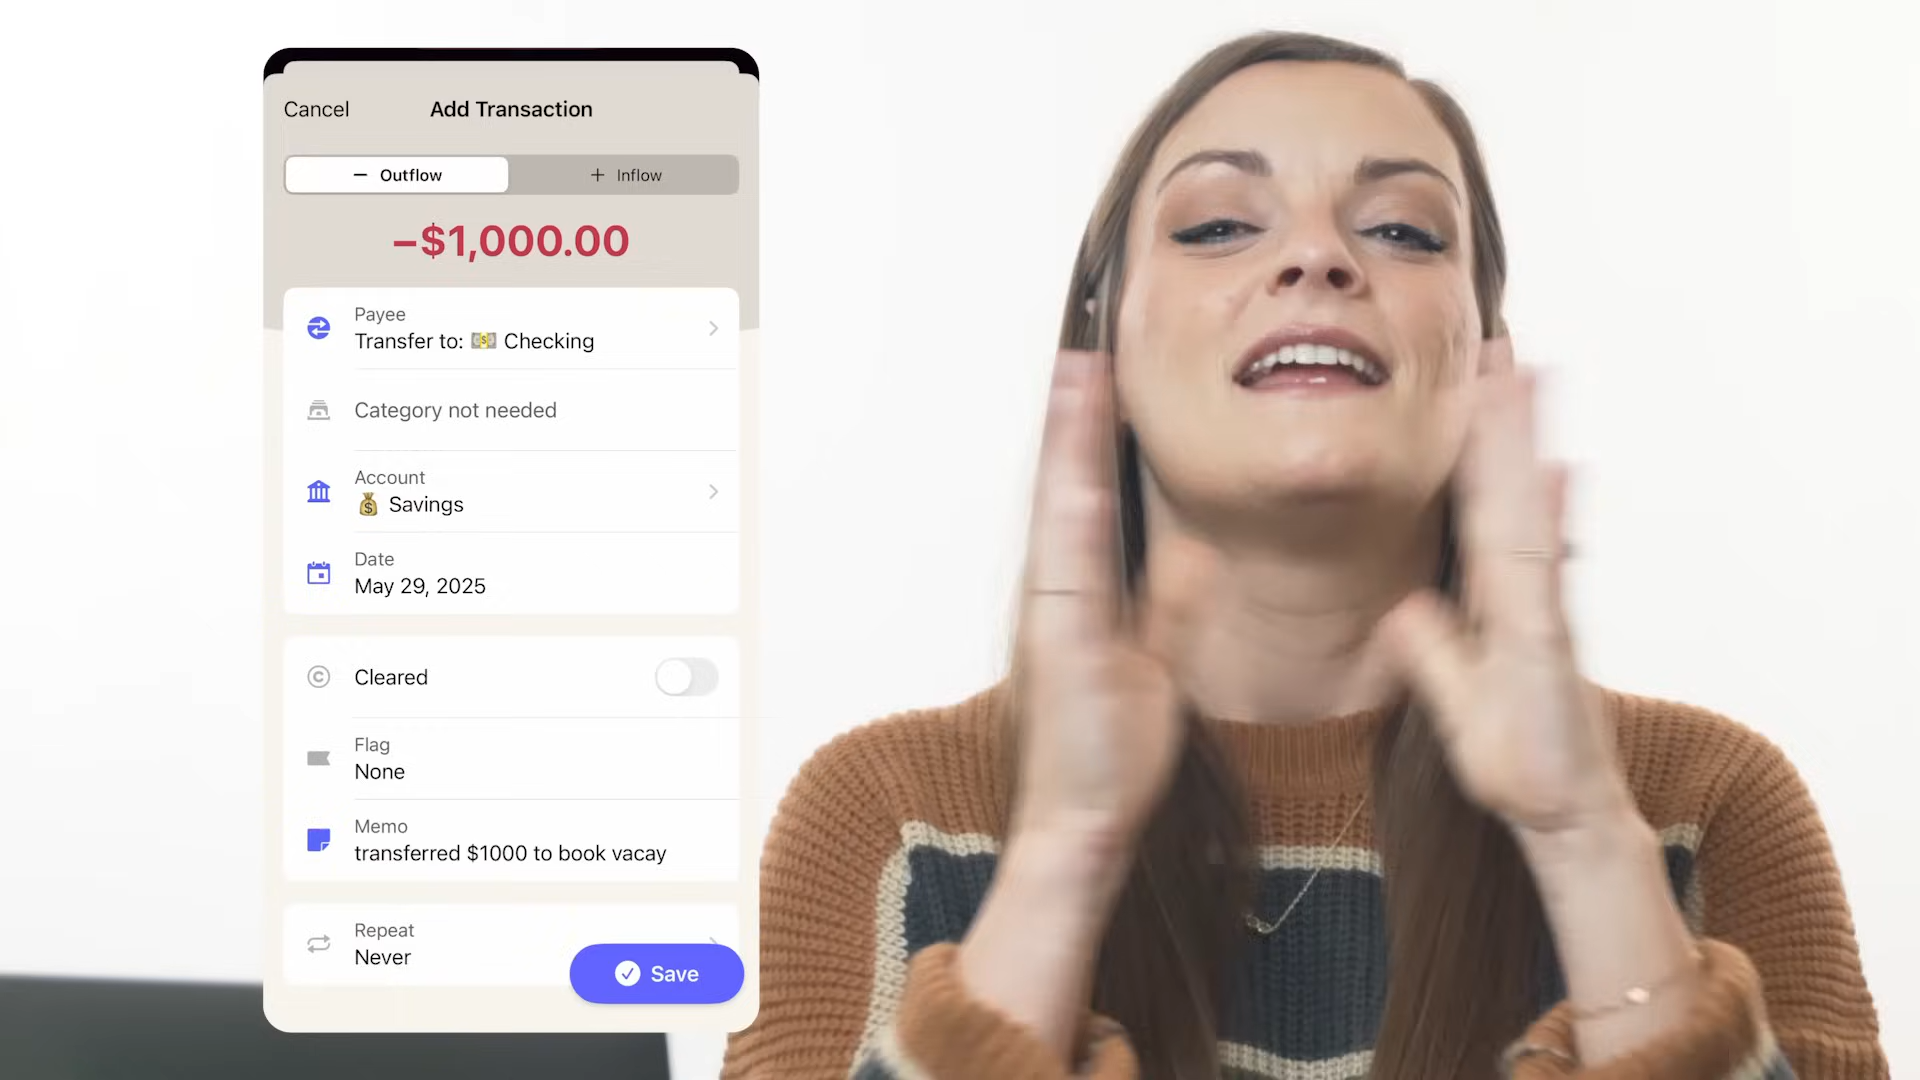 Cancel
Add Transaction
− Outflow
+ Inflow
−$1,000.00
Payee
Transfer to: 💵 Checking
Category not needed
Account
💰 Savings
Date
May 29, 2025
Cleared
Flag
None
Memo
transferred $1000 to book vacay
Repeat
Never
Save